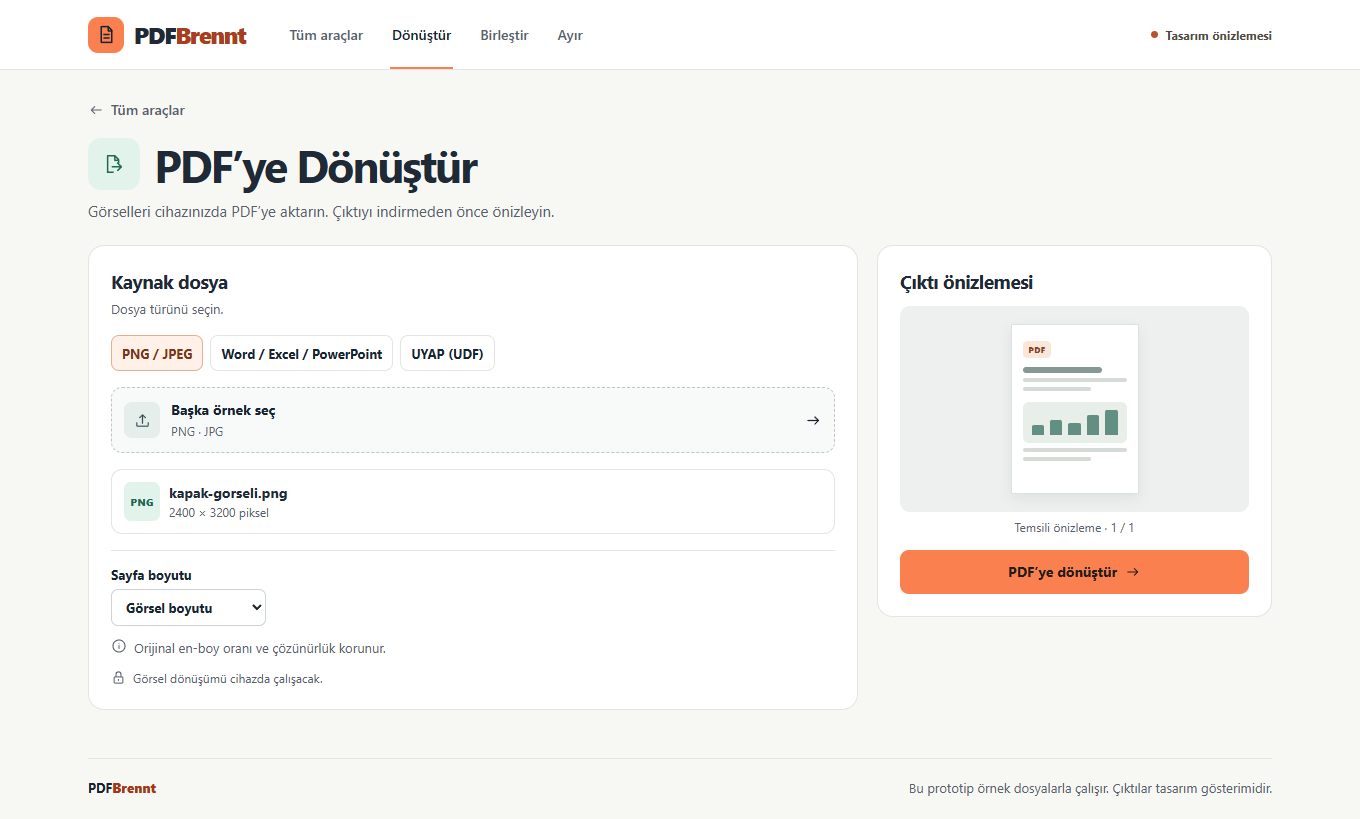 PDFBrennt
Tüm araçlar
Dönüştür
Birleştir
Ayır
Tasarım önizlemesi
← Tüm araçlar
PDF’ye Dönüştür
Görselleri cihazınızda PDF’ye aktarın. Çıktıyı indirmeden önce önizleyin.
Kaynak dosya
Dosya türünü seçin.
PNG / JPEG
Word / Excel / PowerPoint
UYAP (UDF)
Başka örnek seç
PNG · JPG
→
PNG
kapak-gorseli.png
2400 × 3200 piksel
Sayfa boyutu
Görsel boyutu
Orijinal en-boy oranı ve çözünürlük korunur.
Görsel dönüşümü cihazda çalışacak.
Çıktı önizlemesi
PDF
Temsili önizleme · 1 / 1
PDF’ye dönüştür →
PDFBrennt
Bu prototip örnek dosyalarla çalışır. Çıktılar tasarım gösterimidir.